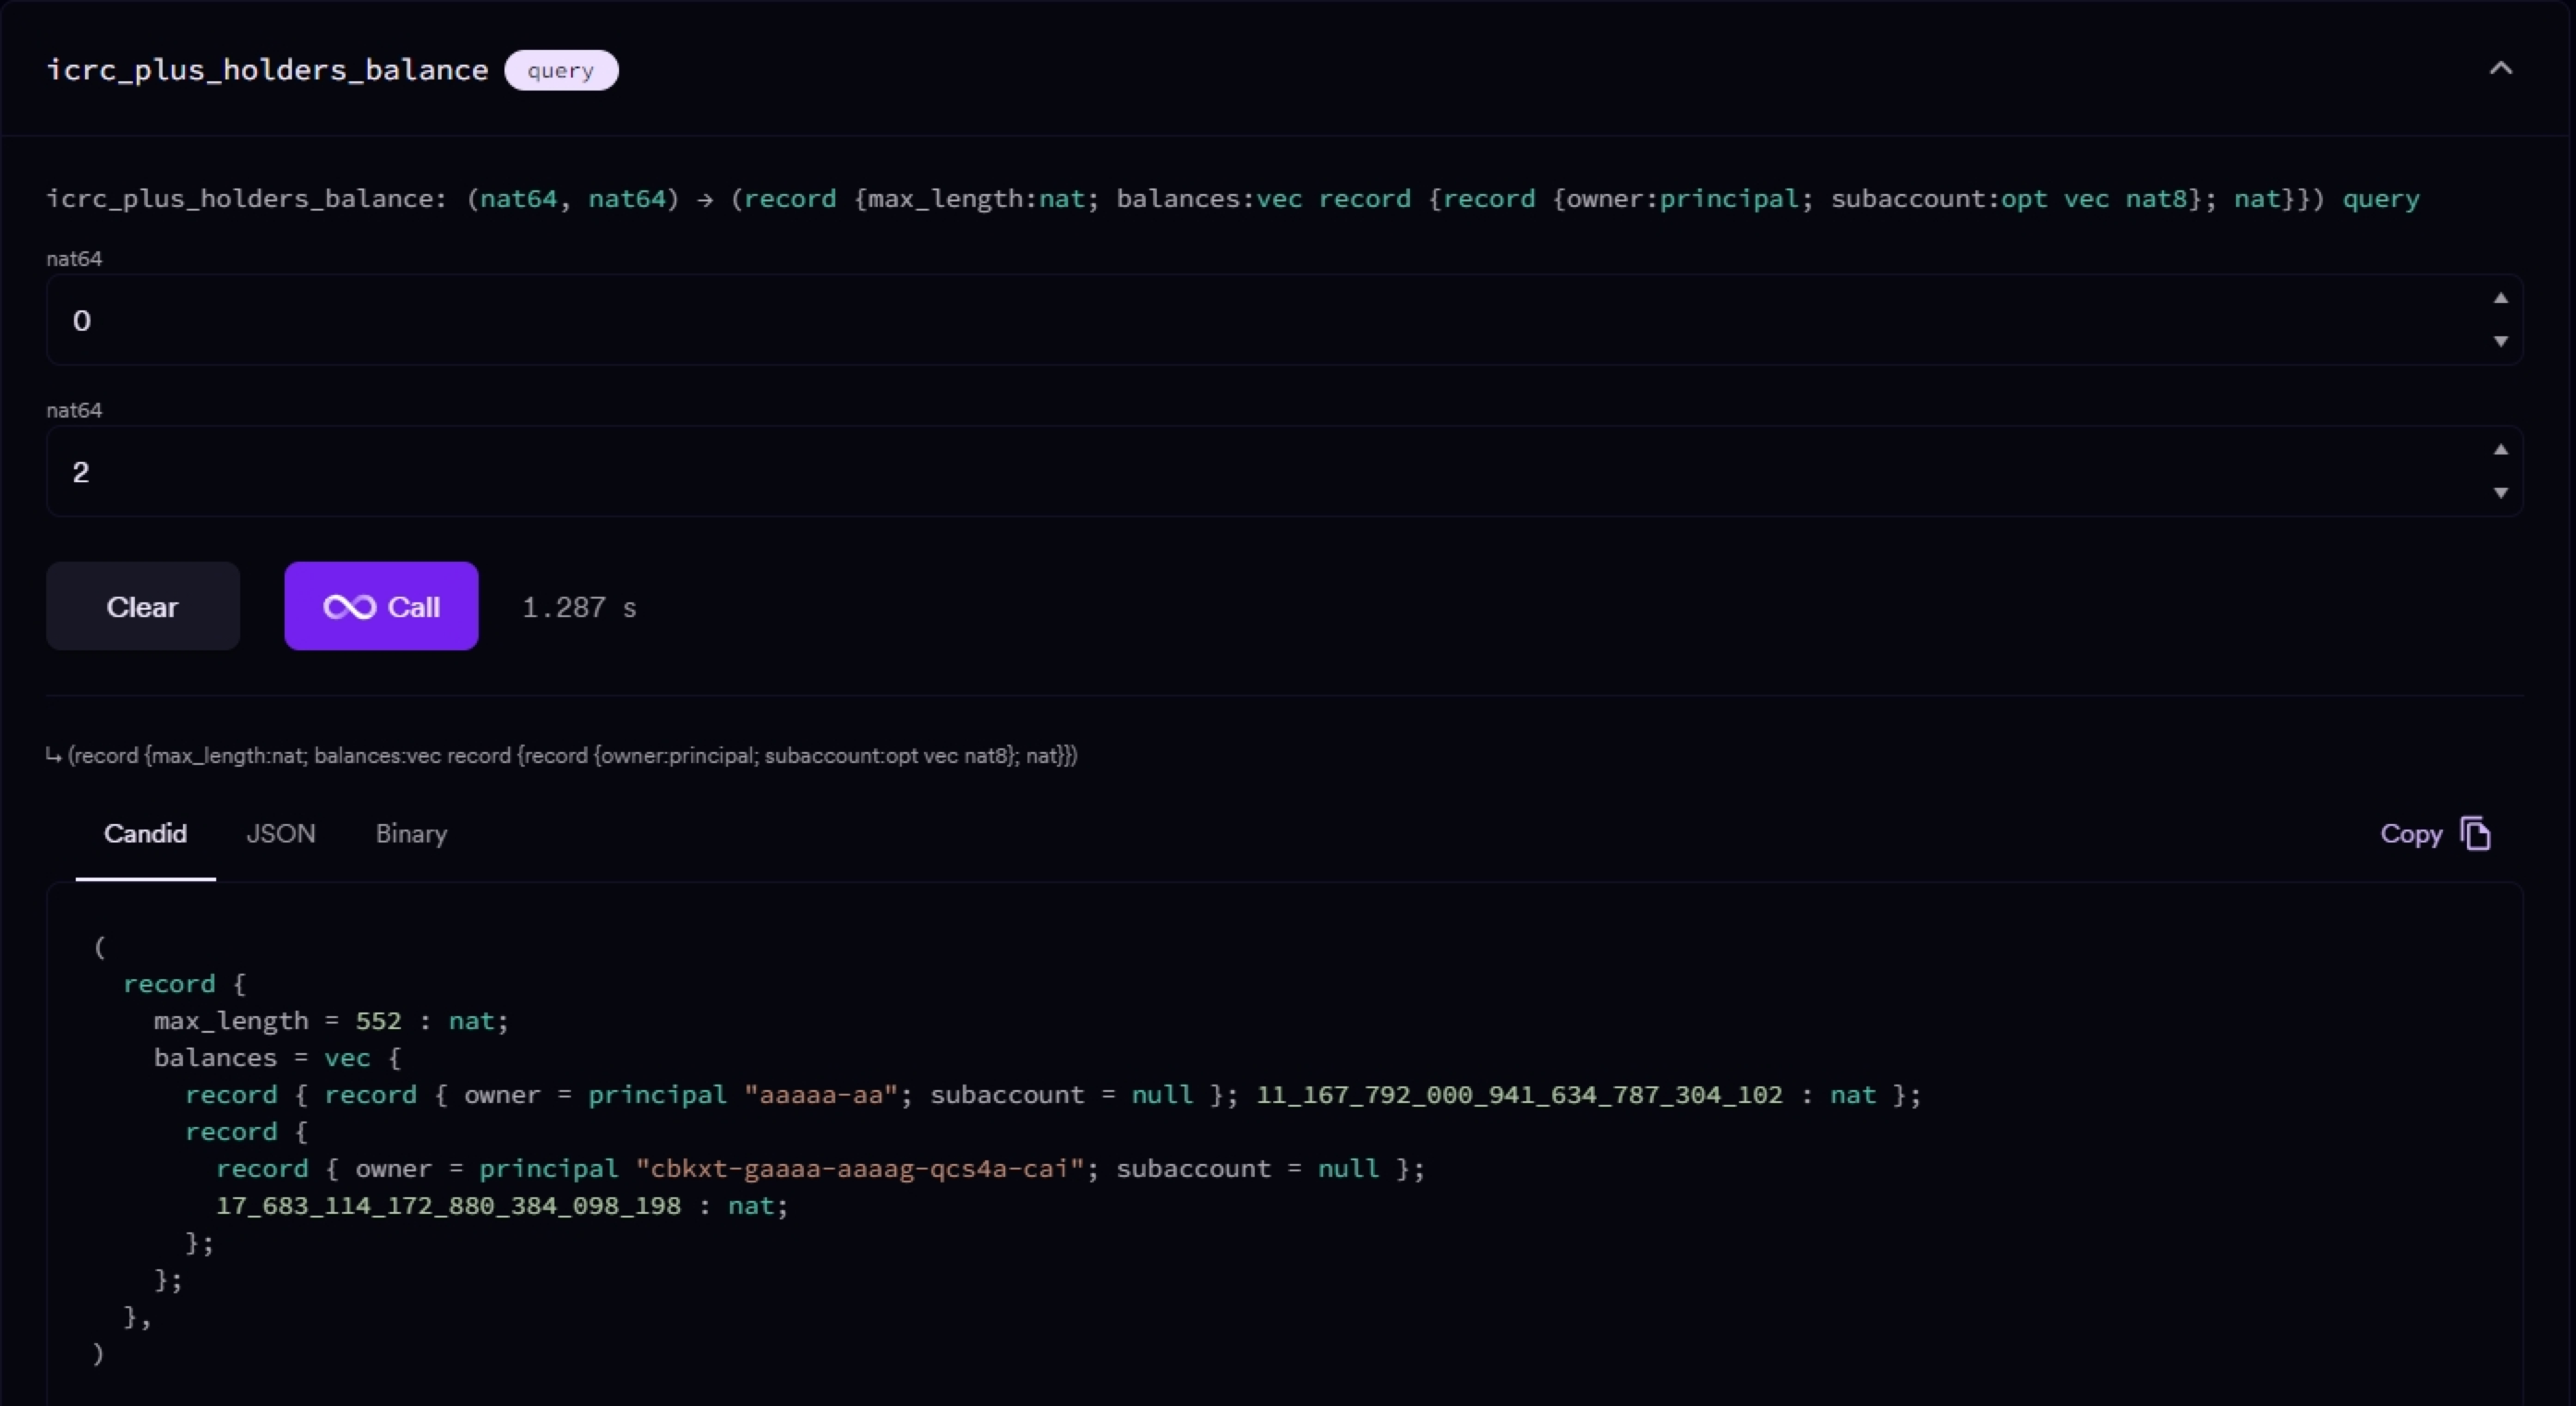 icrc_plus_holders_balance query
icrc_plus_holders_balance: (nat64, nat64) → (record {max_length:nat; balances:vec record {record {owner:principal; subaccount:opt vec nat8}; nat}}) query
nat64
0
nat64
2
Clear
Call
1.287 s
↳ (record {max_length:nat; balances:vec record {record {owner:principal; subaccount:opt vec nat8}; nat}})
Candid JSON Binary
Copy
(
  record {
    max_length = 552 : nat;
    balances = vec {
      record { record { owner = principal "aaaaa-aa"; subaccount = null }; 11_167_792_000_941_634_787_304_102 : nat };
      record {
        record { owner = principal "cbkxt-gaaaa-aaaag-qcs4a-cai"; subaccount = null };
        17_683_114_172_880_384_098_198 : nat;
      };
    };
  },
)